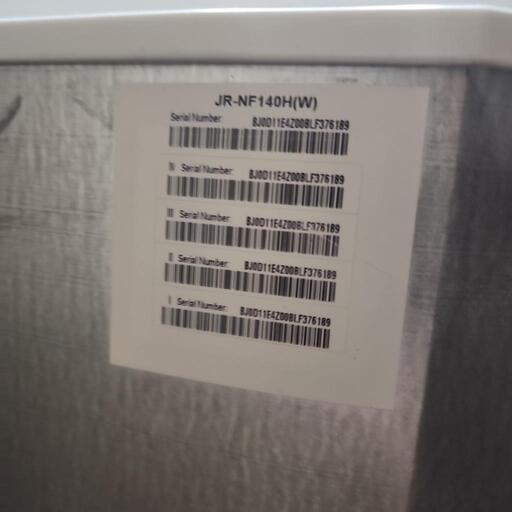 JR-NF140H(W)
Serial Number: BJ0D11E4Z00BLF376189
Ⅳ Serial Number: BJ0D11E4Z00BLF376189
Ⅲ Serial Number: BJ0D11E4Z00BLF376189
Ⅱ Serial Number: BJ0D11E4Z00BLF376189
Ⅰ Serial Number: BJ0D11E4Z00BLF376189